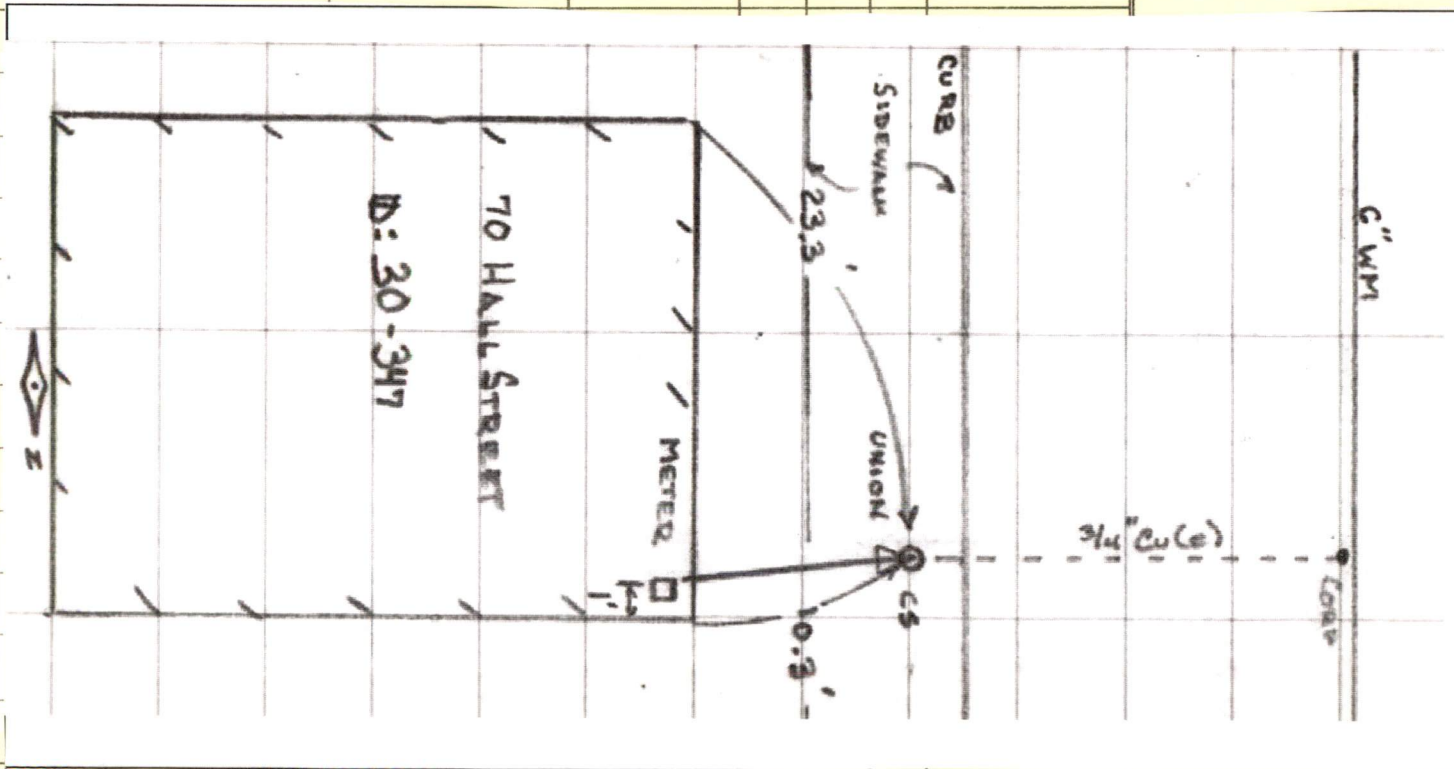 6" WM
CURB
SIDEWALK
23.3'
70 HALL STREET
D: 30-347
UNION
METER
3/4" Cu(E)
CORP
CS
10.3'
1'
N